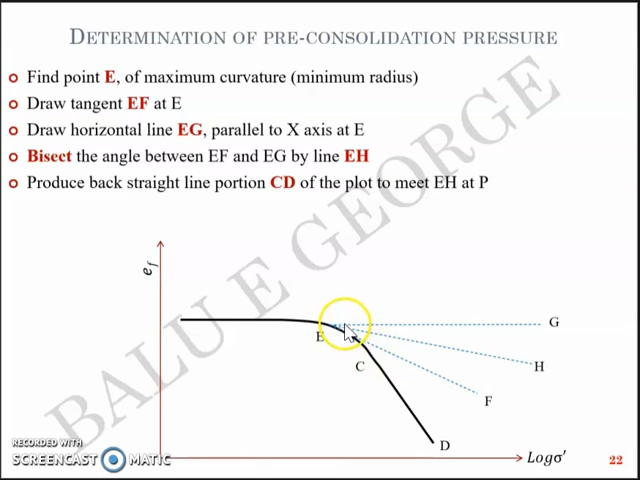 DETERMINATION OF PRE-CONSOLIDATION PRESSURE
Find point E, of maximum curvature (minimum radius)
Draw tangent EF at E
Draw horizontal line EG, parallel to X axis at E
Bisect the angle between EF and EG by line EH
Produce back straight line portion CD of the plot to meet EH at P
BALU E GEORGE
e_f
G
E
H
C
F
D
Logσ'
RECORDED WITH
SCREENCAST MATIC
22